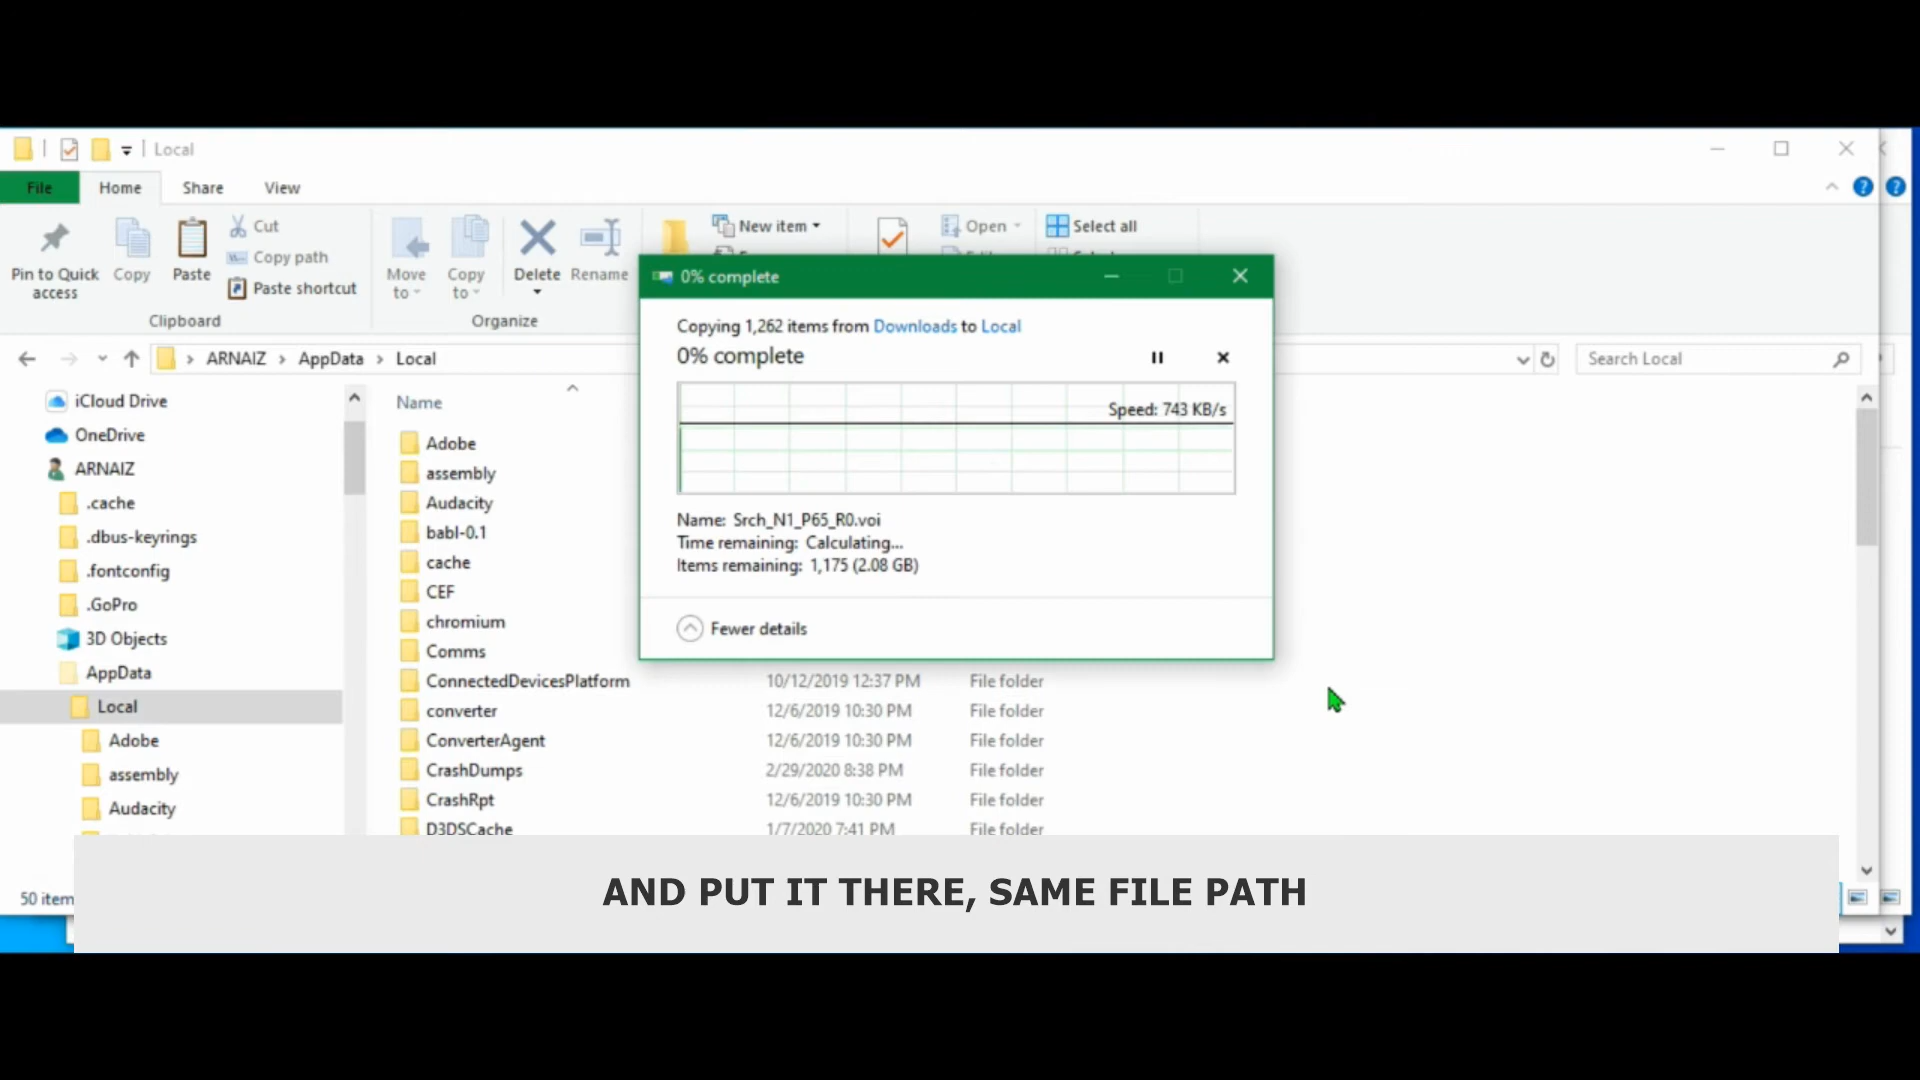 Local
File Home Share View
Pin to Quick access
Copy
Paste
Cut
Copy path
Paste shortcut
Clipboard
Move to
Copy to
Delete
Rename
Organize
New item
Open
Select all
ARNAIZ > AppData > Local
Search Local
iCloud Drive
OneDrive
ARNAIZ
.cache
.dbus-keyrings
.fontconfig
.GoPro
3D Objects
AppData
Local
Adobe
assembly
Audacity
Name
Adobe
assembly
Audacity
babl-0.1
cache
CEF
chromium
Comms
ConnectedDevicesPlatform 10/12/2019 12:37 PM File folder
converter 12/6/2019 10:30 PM File folder
ConverterAgent 12/6/2019 10:30 PM File folder
CrashDumps 2/29/2020 8:38 PM File folder
CrashRpt 12/6/2019 10:30 PM File folder
D3DSCache 1/7/2020 7:41 PM File folder
0% complete
Copying 1,262 items from Downloads to Local
0% complete
Speed: 743 KB/s
Name: Srch_N1_P65_R0.voi
Time remaining: Calculating...
Items remaining: 1,175 (2.08 GB)
Fewer details
50 item
AND PUT IT THERE, SAME FILE PATH